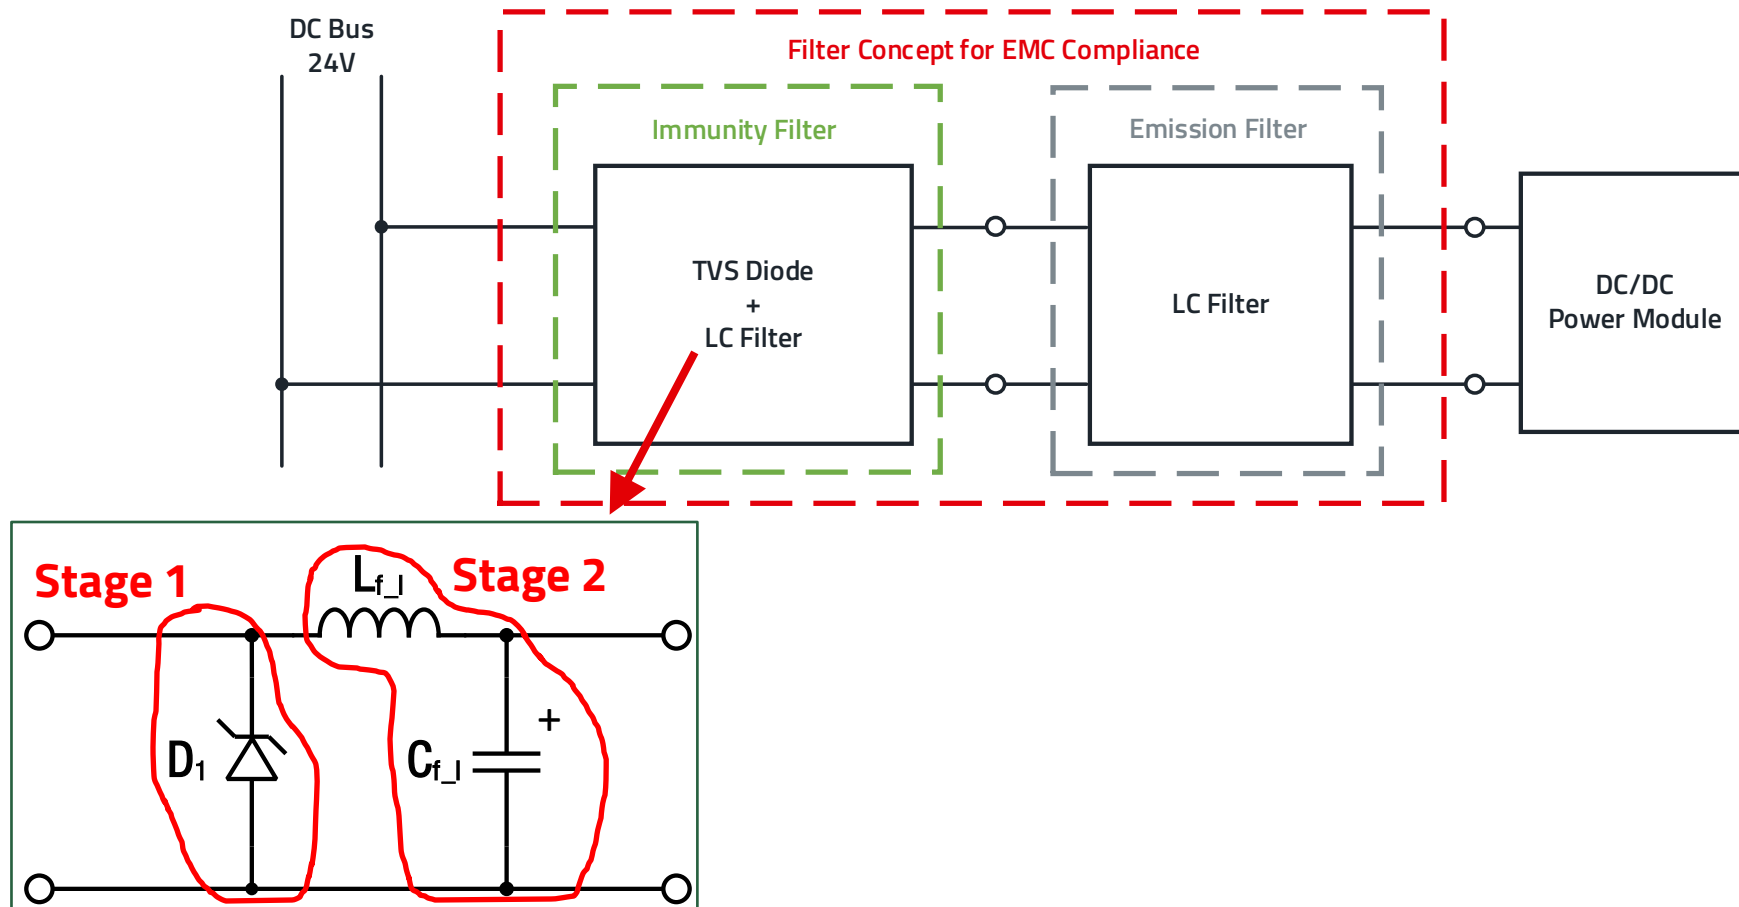 DC Bus
24V
Filter Concept for EMC Compliance
Immunity Filter
Emission Filter
TVS Diode
+
LC Filter
LC Filter
DC/DC
Power Module
Stage 1
Lf_I
Stage 2
D1
Cf_I
+